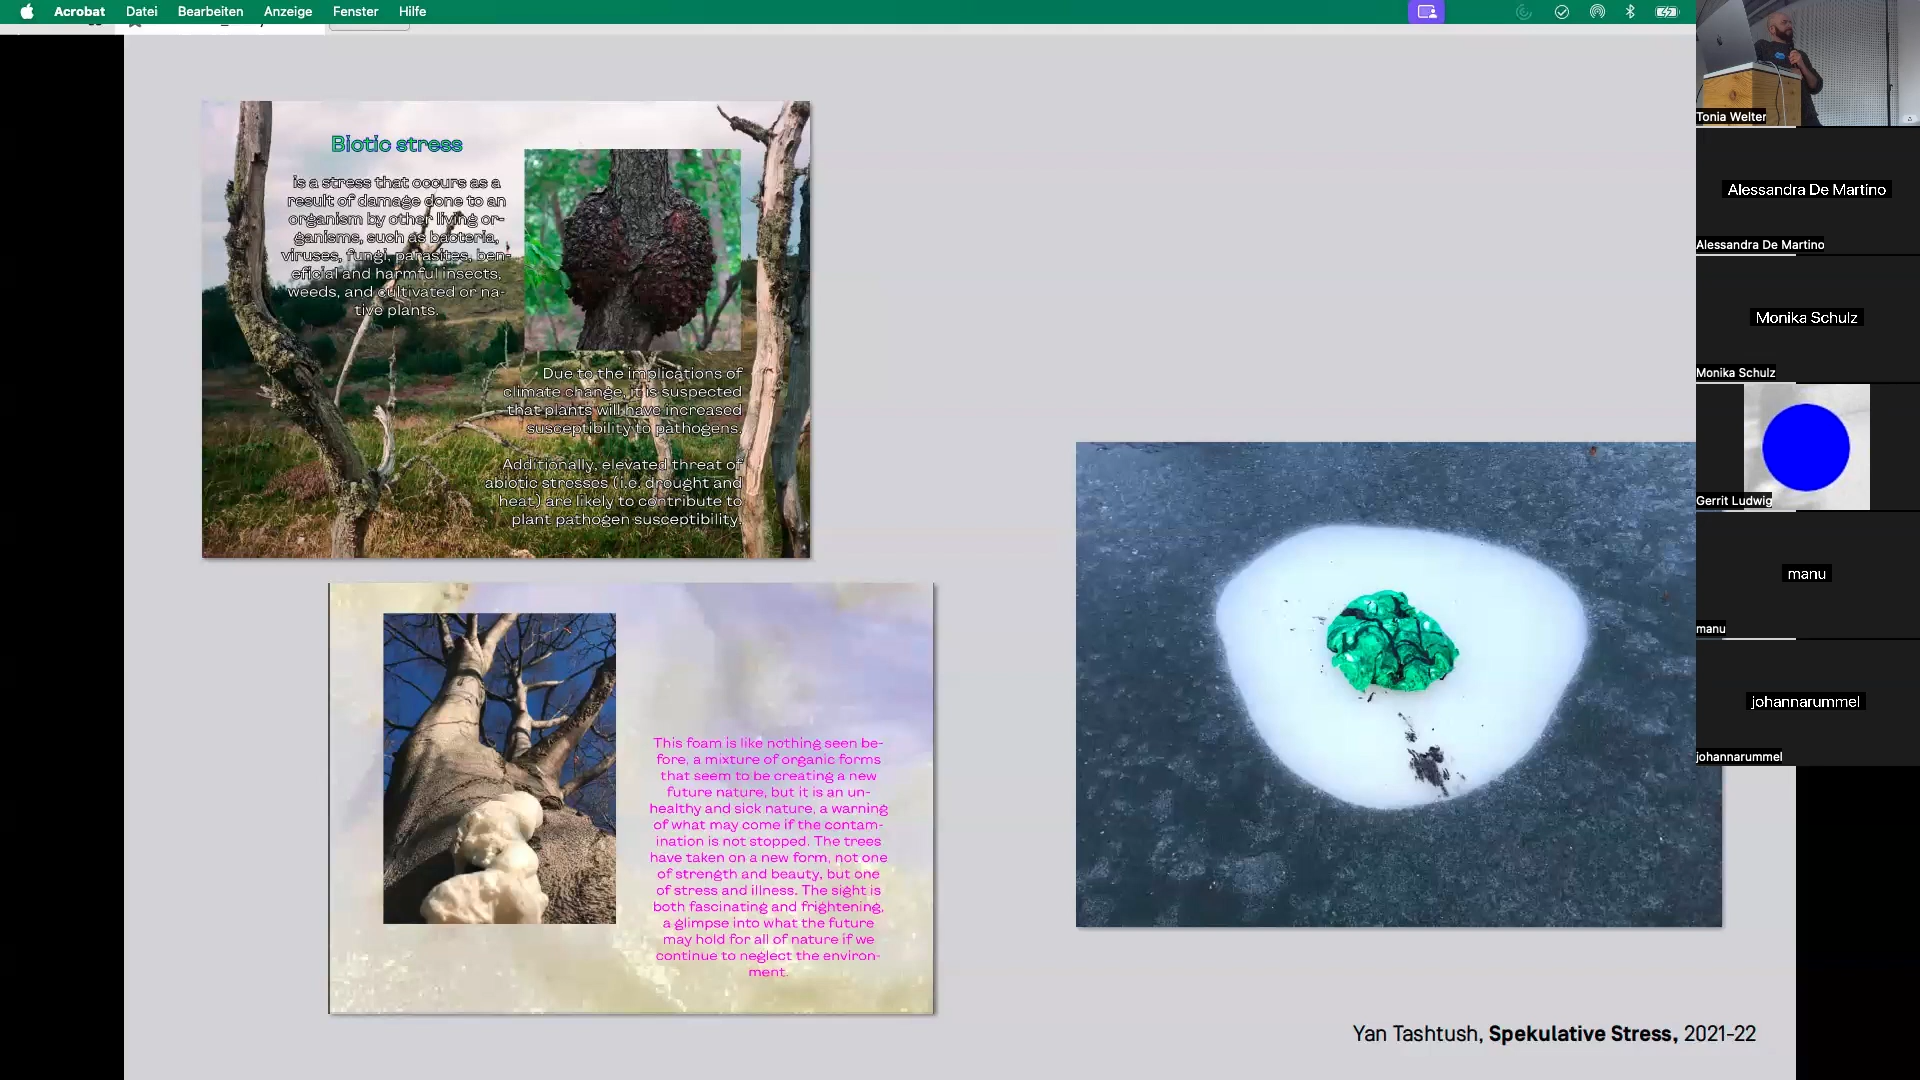 Acrobat Datei Bearbeiten Anzeige Fenster Hilfe
Biotic stress
is a stress that occurs as a
result of damage done to an
organism by other living or-
ganisms, such as bacteria,
viruses, fungi, parasites, ben-
eficial and harmful insects,
weeds, and cultivated or na-
tive plants.
Due to the implications of
climate change, it is suspected
that plants will have increased
susceptibility to pathogens.
Additionally, elevated threat of
abiotic stresses (i.e. drought and
heat) are likely to contribute to
plant pathogen susceptibility.
This foam is like nothing seen be-
fore, a mixture of organic forms
that seem to be creating a new
future nature, but it is an un-
healthy and sick nature, a warning
of what may come if the contam-
ination is not stopped. The trees
have taken on a new form, not one
of strength and beauty, but one
of stress and illness. The sight is
both fascinating and frightening,
a glimpse into what the future
may hold for all of nature if we
continue to neglect the environ-
ment.
Yan Tashtush, Spekulative Stress, 2021-22
Tonia Welter
Alessandra De Martino
Alessandra De Martino
Monika Schulz
Monika Schulz
Gerrit Ludwig
manu
manu
johannarummel
johannarummel